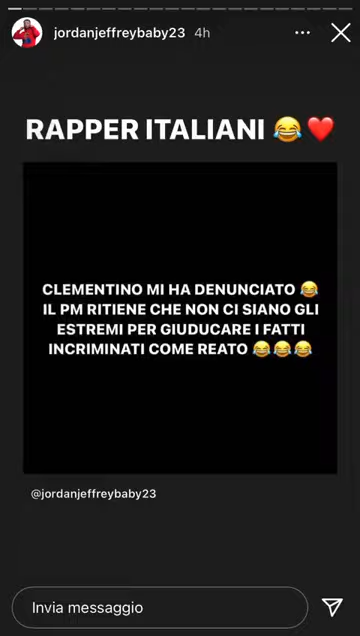 jordanjeffreybaby23 4h
RAPPER ITALIANI 😂❤️
CLEMENTINO MI HA DENUNCIATO 😂
IL PM RITIENE CHE NON CI SIANO GLI
ESTREMI PER GIUDUCARE I FATTI
INCRIMINATI COME REATO 😂😂😂
@jordanjeffreybaby23
Invia messaggio